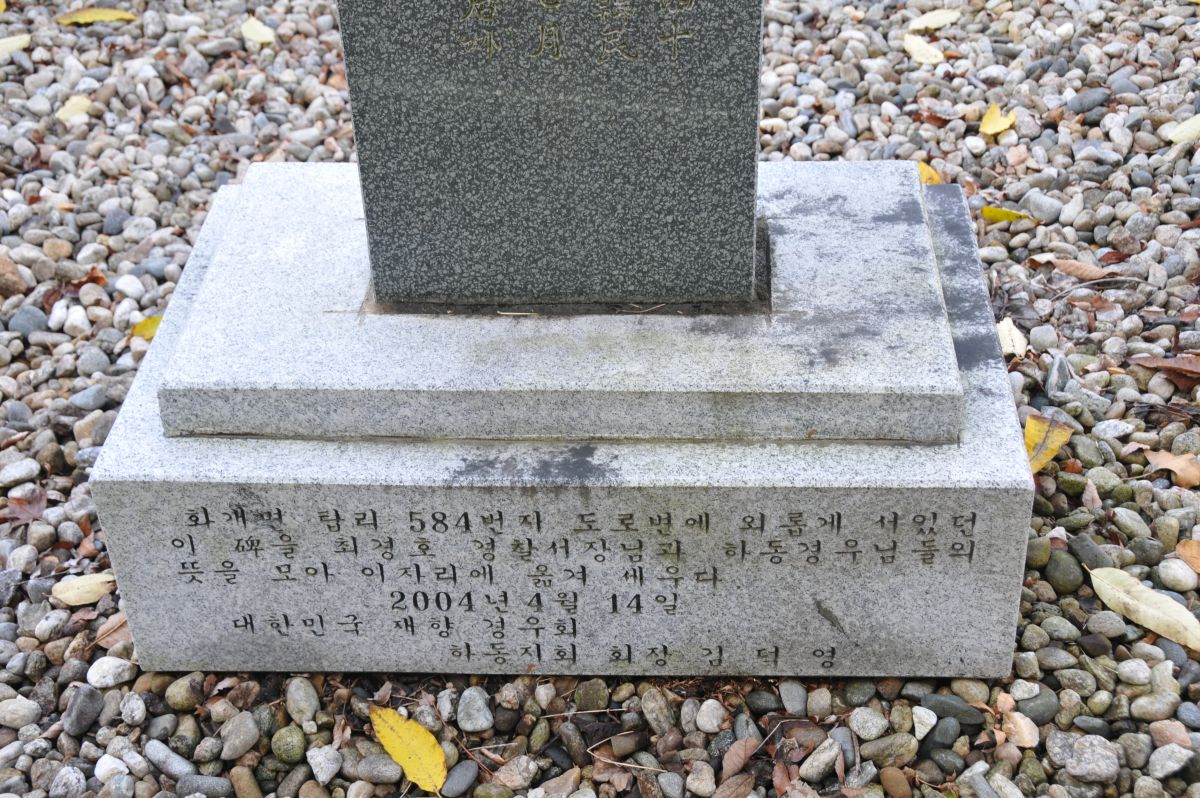 七月
民
十
화개면 탑리 584번지 도로변에 외롭게 서있던
이 碑을 최경호 경찰서장님과 하동경우님들의
뜻을 모아 이자리에 옮겨 세우다
2004년 4월 14일
대한민국 재향 경우회
하동지회 회장 김덕영